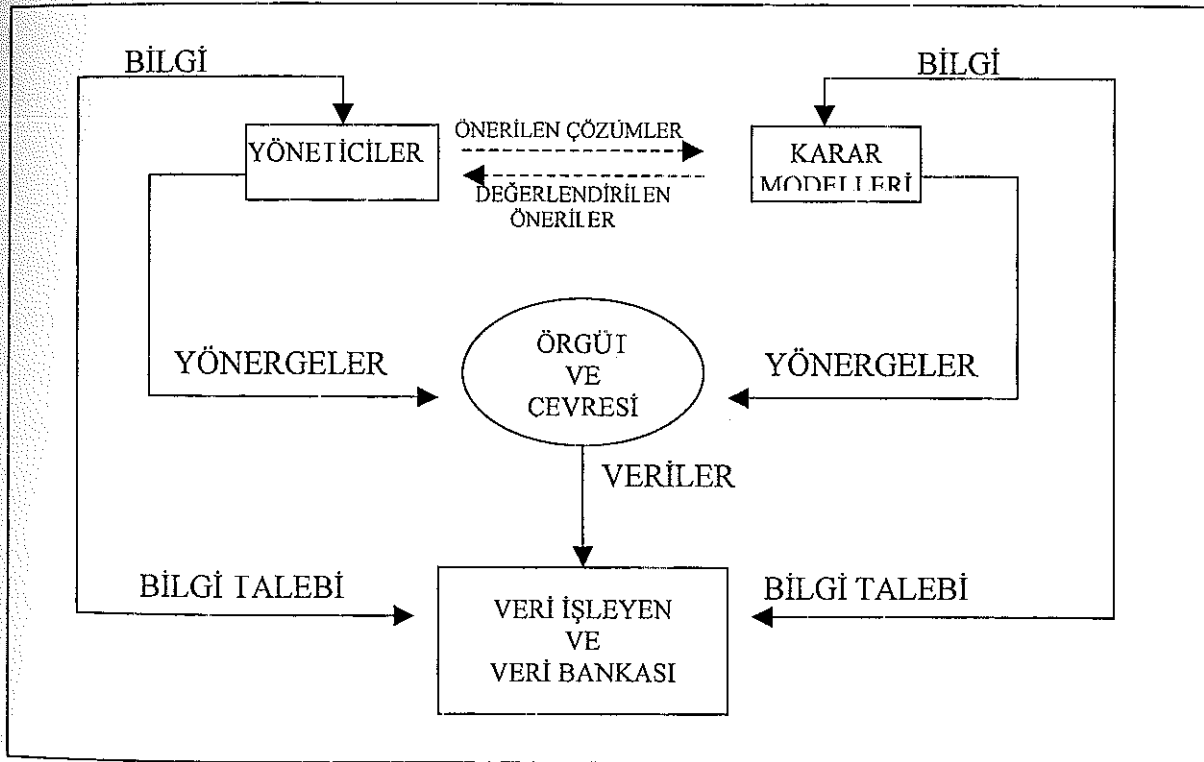 BİLGİ
BİLGİ
YÖNETİCİLER
ÖNERİLEN ÇÖZÜMLER
DEĞERLENDİRİLEN
ÖNERİLER
KARAR
MODELLERİ
YÖNERGELER
ÖRGÜT
VE
ÇEVRESİ
YÖNERGELER
VERİLER
BİLGİ TALEBİ
VERİ İŞLEYEN
VE
VERİ BANKASI
BİLGİ TALEBİ